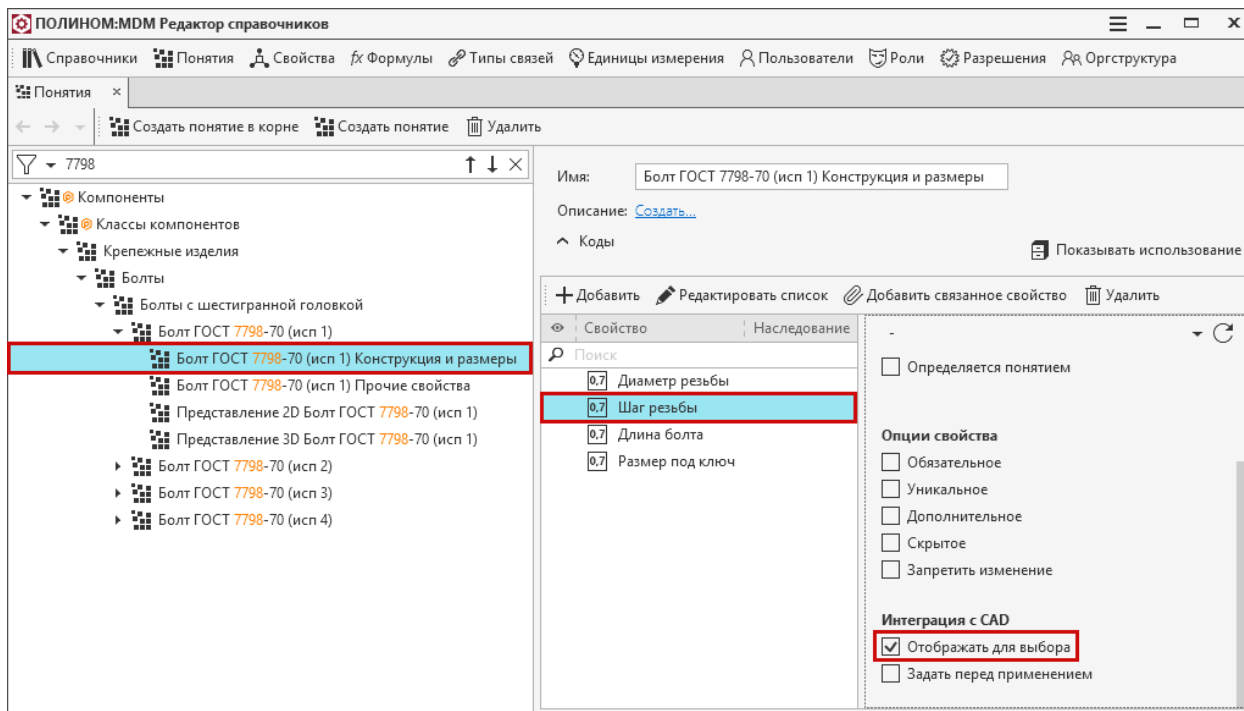 ПОЛИНОМ:MDM Редактор справочников
Справочники Понятия Свойства fx Формулы Типы связей Единицы измерения Пользователи Роли Разрешения Оргструктура
Понятия ×
Создать понятие в корне Создать понятие Удалить
7798
Компоненты
Классы компонентов
Крепежные изделия
Болты
Болты с шестигранной головкой
Болт ГОСТ 7798-70 (исп 1)
Болт ГОСТ 7798-70 (исп 1) Конструкция и размеры
Болт ГОСТ 7798-70 (исп 1) Прочие свойства
Представление 2D Болт ГОСТ 7798-70 (исп 1)
Представление 3D Болт ГОСТ 7798-70 (исп 1)
Болт ГОСТ 7798-70 (исп 2)
Болт ГОСТ 7798-70 (исп 3)
Болт ГОСТ 7798-70 (исп 4)
Имя: Болт ГОСТ 7798-70 (исп 1) Конструкция и размеры
Описание: Создать...
Коды
Показывать использование
Добавить Редактировать список Добавить связанное свойство Удалить
Свойство Наследование
Поиск
0,7 Диаметр резьбы
0,7 Шаг резьбы
0,7 Длина болта
0,7 Размер под ключ
-
Определяется понятием
Опции свойства
Обязательное
Уникальное
Дополнительное
Скрытое
Запретить изменение
Интеграция с CAD
Отображать для выбора
Задать перед применением